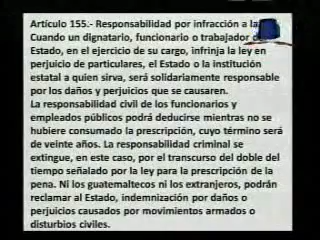 Artículo 155.- Responsabilidad por infracción a la
Cuando un dignatario, funcionario o trabajador
Estado, en el ejercicio de su cargo, infrinja la ley en
perjuicio de particulares, el Estado o la institución
estatal a quien sirva, será solidariamente responsable
por los daños y perjuicios que se causaren.
La responsabilidad civil de los funcionarios y
empleados públicos podrá deducirse mientras no se
hubiere consumado la prescripción, cuyo término será
de veinte años. La responsabilidad criminal se
extingue, en este caso, por el transcurso del doble del
tiempo señalado por la ley para la prescripción de la
pena. Ni los guatemaltecos ni los extranjeros, podrán
reclamar al Estado, indemnización por daños o
perjuicios causados por movimientos armados o
disturbios civiles.